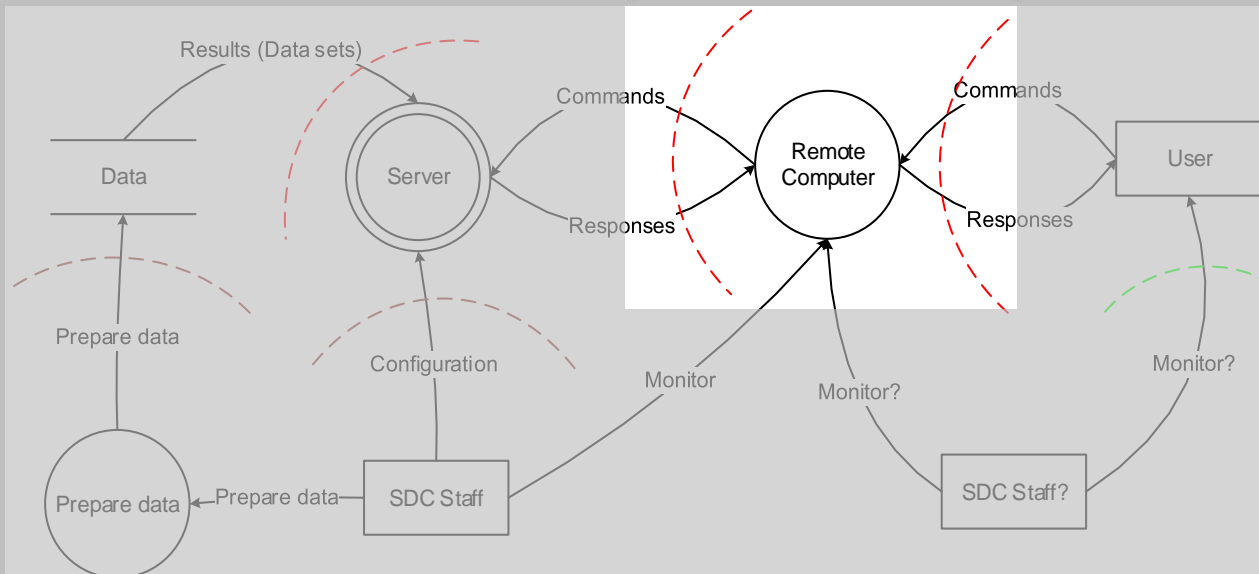 Results (Data sets)
Commands
Commands
Data
Server
Remote
Computer
User
Responses
Responses
Prepare data
Configuration
Monitor
Monitor?
Monitor?
Prepare data
Prepare data
SDC Staff
SDC Staff?